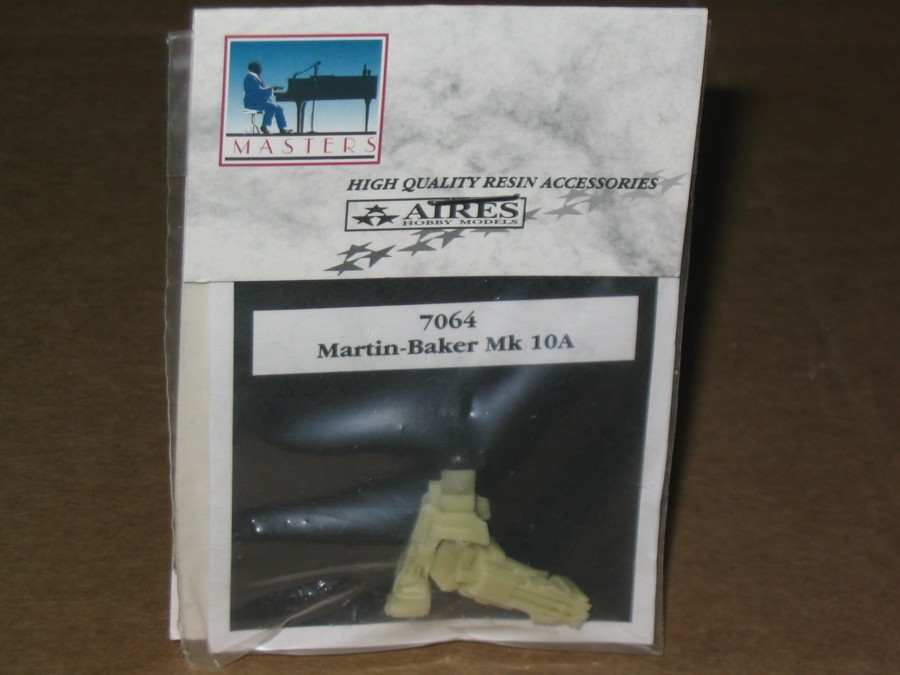 MASTERS
HIGH QUALITY RESIN ACCESSORIES
AIRES
HOBBY MODELS
7064
Martin-Baker Mk 10A